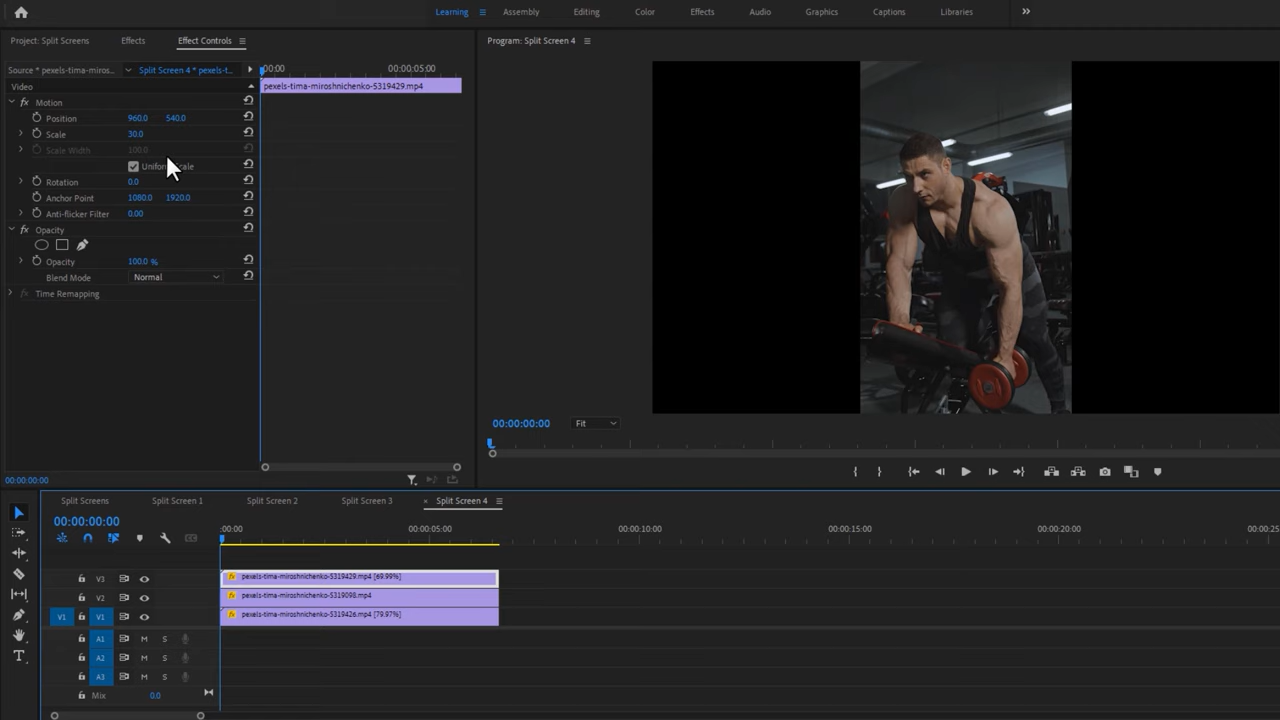 Learning Assembly Editing Color Effects Audio Graphics Captions Libraries
Project: Split Screens Effects Effect Controls
Program: Split Screen 4
Source * pexels-tima-miros... Split Screen 4 * pexels-t...
:00:00 00:00:05:00
Video
pexels-tima-miroshnichenko-5319429.mp4
fx Motion
Position 960.0 540.0
Scale 30.0
Scale Width 100.0
Rotation 0.0
Anchor Point 1080.0 1920.0
Anti-flicker Filter 0.00
fx Opacity
Opacity 100.0 %
Blend Mode Normal
fx Time Remapping
00:00:00:00 Fit
00:00:00:00
Split Screens Split Screen 1 Split Screen 2 Split Screen 3 × Split Screen 4
00:00:00:00
:00:00 00:00:05:00 00:00:10:00 00:00:15:00 00:00:20:00 00:00:25
V3 fx pexels-tima-miroshnichenko-5319429.mp4 [69.99%]
V2 fx pexels-tima-miroshnichenko-5319098.mp4
V1 V1 fx pexels-tima-miroshnichenko-5319426.mp4 [79.97%]
A1 M S
A2 M S
A3 M S
Mix 0.0
T